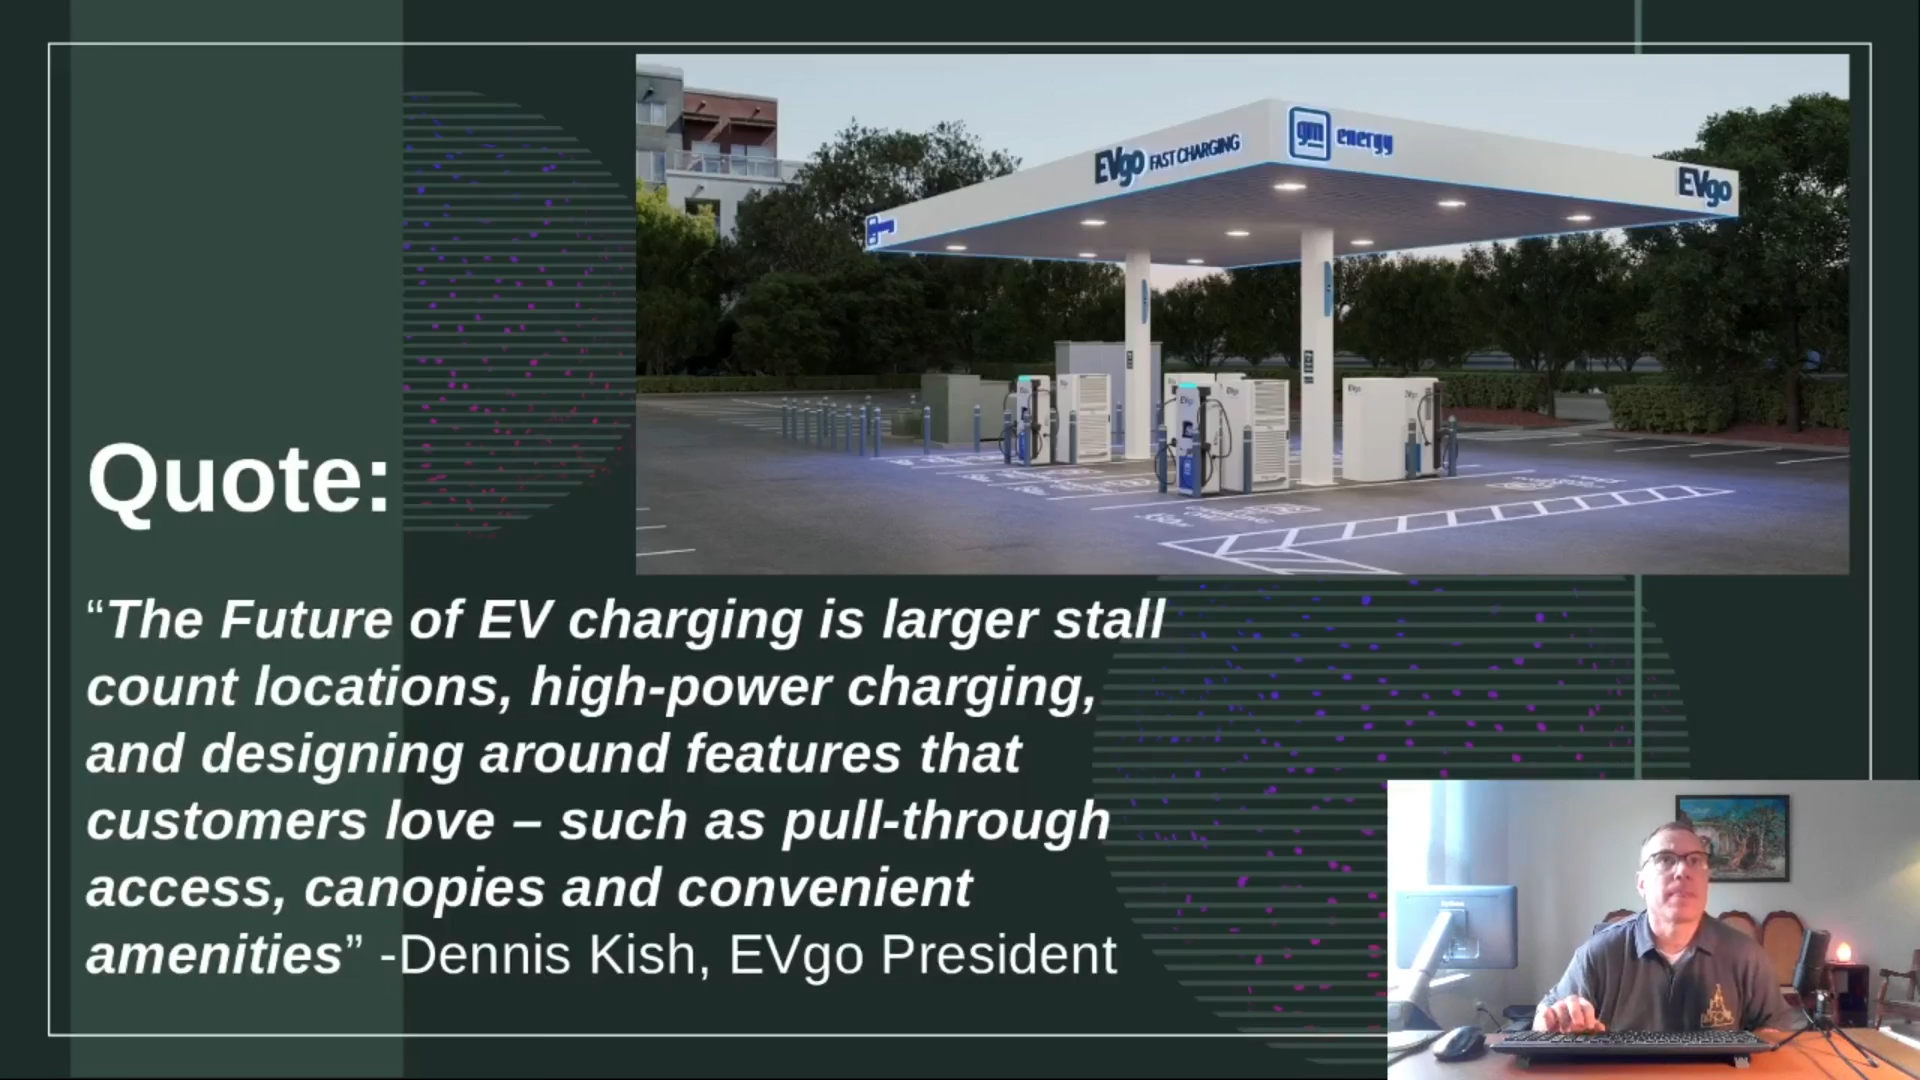 EVgo FAST CHARGING
gm energy
EVgo
Quote:
“The Future of EV charging is larger stall
count locations, high-power charging,
and designing around features that
customers love – such as pull-through
access, canopies and convenient
amenities” -Dennis Kish, EVgo President